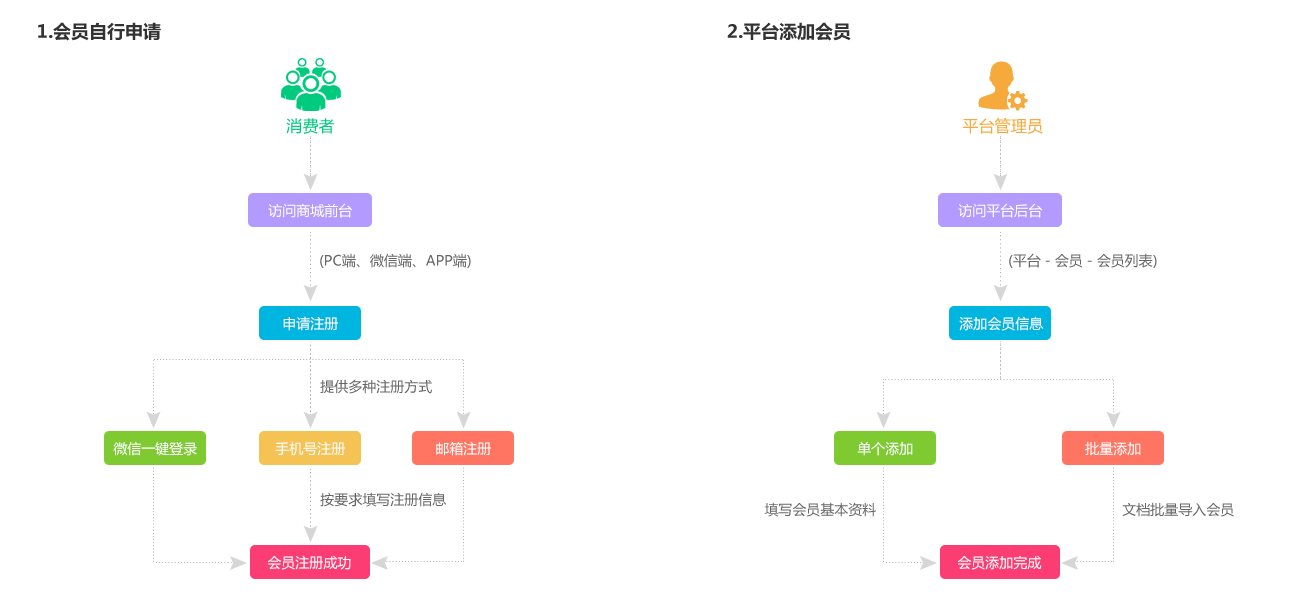 1.会员自行申请
消费者
访问商城前台
(PC端、微信端、APP端)
申请注册
提供多种注册方式
微信一键登录
手机号注册
邮箱注册
按要求填写注册信息
会员注册成功
2.平台添加会员
平台管理员
访问平台后台
(平台 - 会员 - 会员列表)
添加会员信息
单个添加
批量添加
填写会员基本资料
文档批量导入会员
会员添加完成